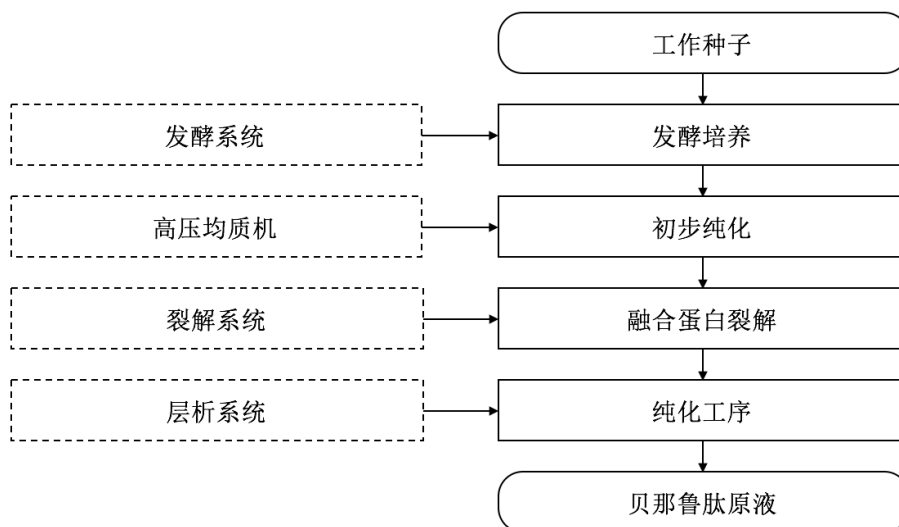 工作种子
发酵系统
发酵培养
高压均质机
初步纯化
裂解系统
融合蛋白裂解
层析系统
纯化工序
贝那鲁肽原液